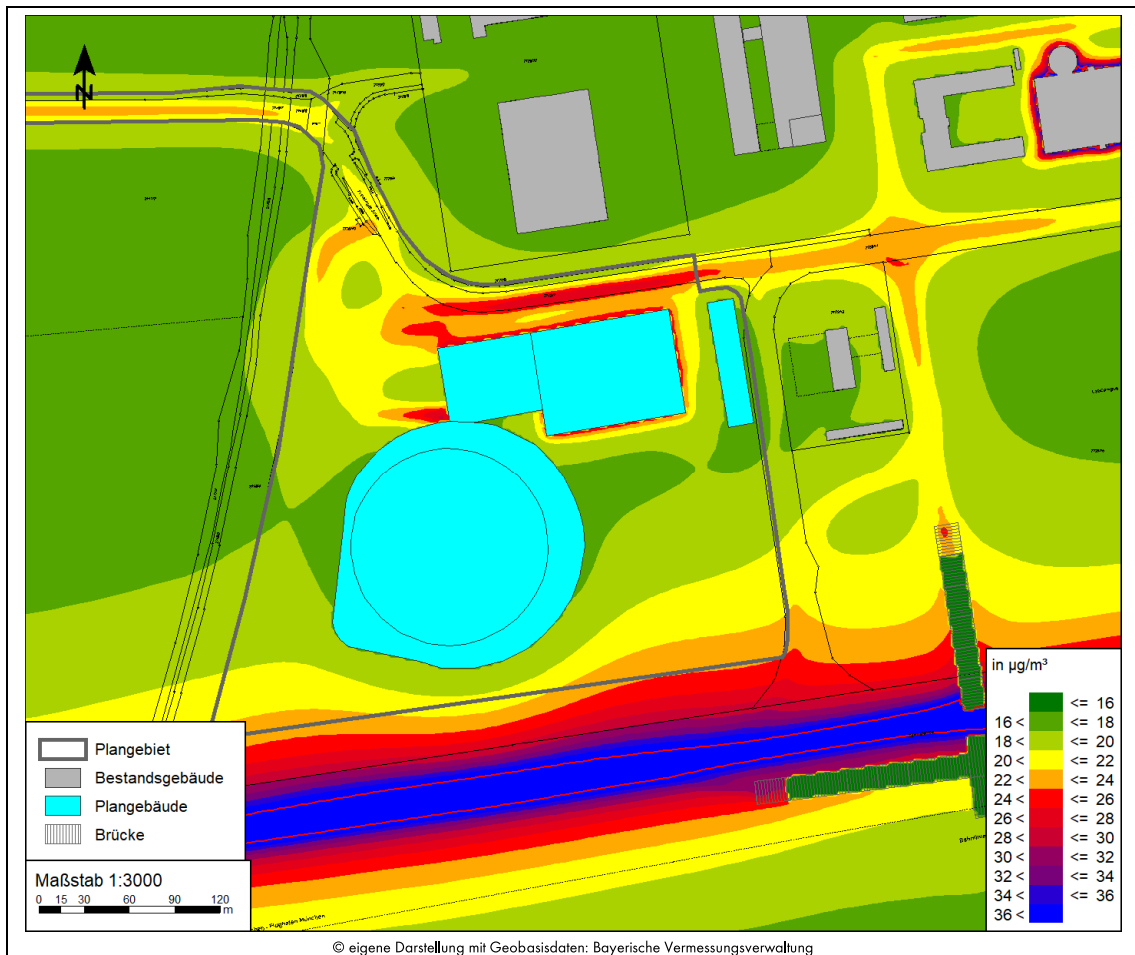 N
in µg/m³
<= 16
16 < <= 18
18 < <= 20
20 < <= 22
22 < <= 24
24 < <= 26
26 < <= 28
28 < <= 30
30 < <= 32
32 < <= 34
34 < <= 36
36 <
Plangebiet
Bestandsgebäude
Plangebäude
Brücke
Maßstab 1:3000
0 15 30 60 90 120
m
- Flughafen München
© eigene Darstellung mit Geobasisdaten: Bayerische Vermessungsverwaltung